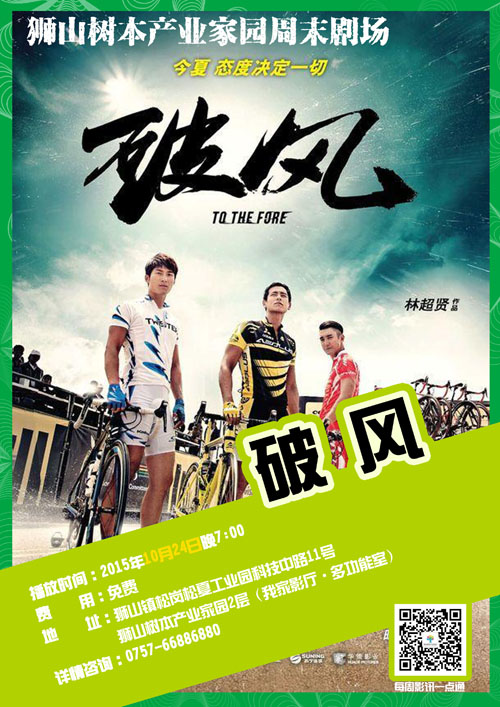 狮山树本产业家园周末剧场
今夏 态度决定一切
破风
TO THE FORE
林超贤 作品
破风
播放时间：2015年10月24日晚7:00
费 用：免费
地 址：狮山镇松岗松夏工业园科技中路11号
狮山树本产业家园2层（我家影厅·多功能室）
详情咨询：0757-66886880
SUNING
每周影讯一点通